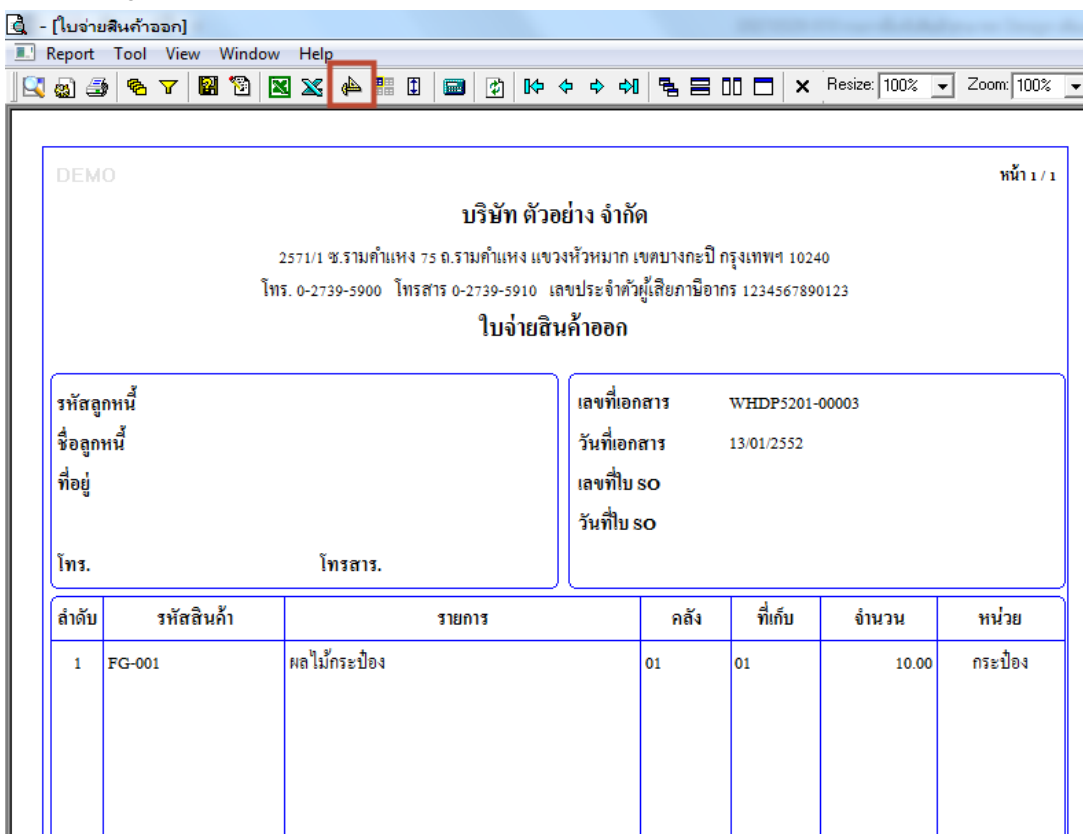 - [ใบจ่ายสินค้าออก]
Report Tool View Window Help
Resize: 100% Zoom: 100%
DEMO
หน้า 1 / 1
บริษัท ตัวอย่าง จำกัด
2571/1 ซ.รามคำแหง 75 ถ.รามคำแหง แขวงหัวหมาก เขตบางกะปิ กรุงเทพฯ 10240
โทร. 0-2739-5900 โทรสาร 0-2739-5910 เลขประจำตัวผู้เสียภาษีอากร 1234567890123
ใบจ่ายสินค้าออก
รหัสลูกหนี้
ชื่อลูกหนี้
ที่อยู่
โทร. โทรสาร.
เลขที่เอกสาร WHDP5201-00003
วันที่เอกสาร 13/01/2552
เลขที่ใบ SO
วันที่ใบ SO
ลำดับ รหัสสินค้า รายการ คลัง ที่เก็บ จำนวน หน่วย
1 FG-001 ผลไม้กระป๋อง 01 01 10.00 กระป๋อง